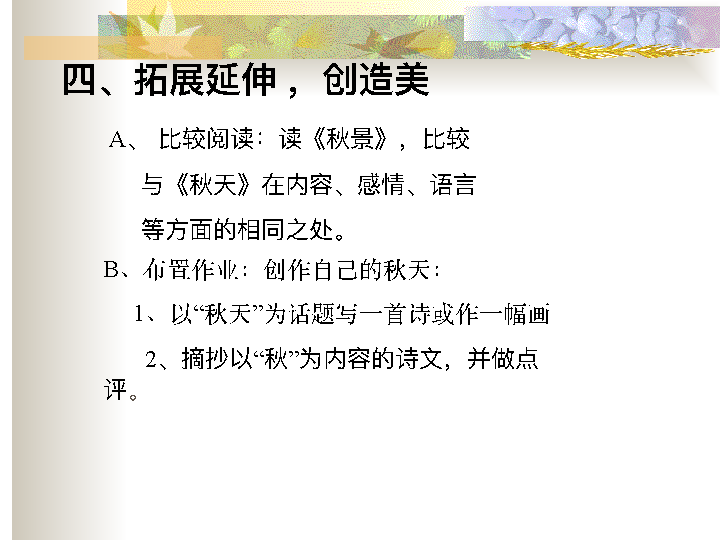 四、拓展延伸，创造美
A、 比较阅读：读《秋景》，比较
与《秋天》在内容、感情、语言
等方面的相同之处。
B、布置作业：创作自己的秋天：
1、以“秋天”为话题写一首诗或作一幅画
2、摘抄以“秋”为内容的诗文，并做点
评。